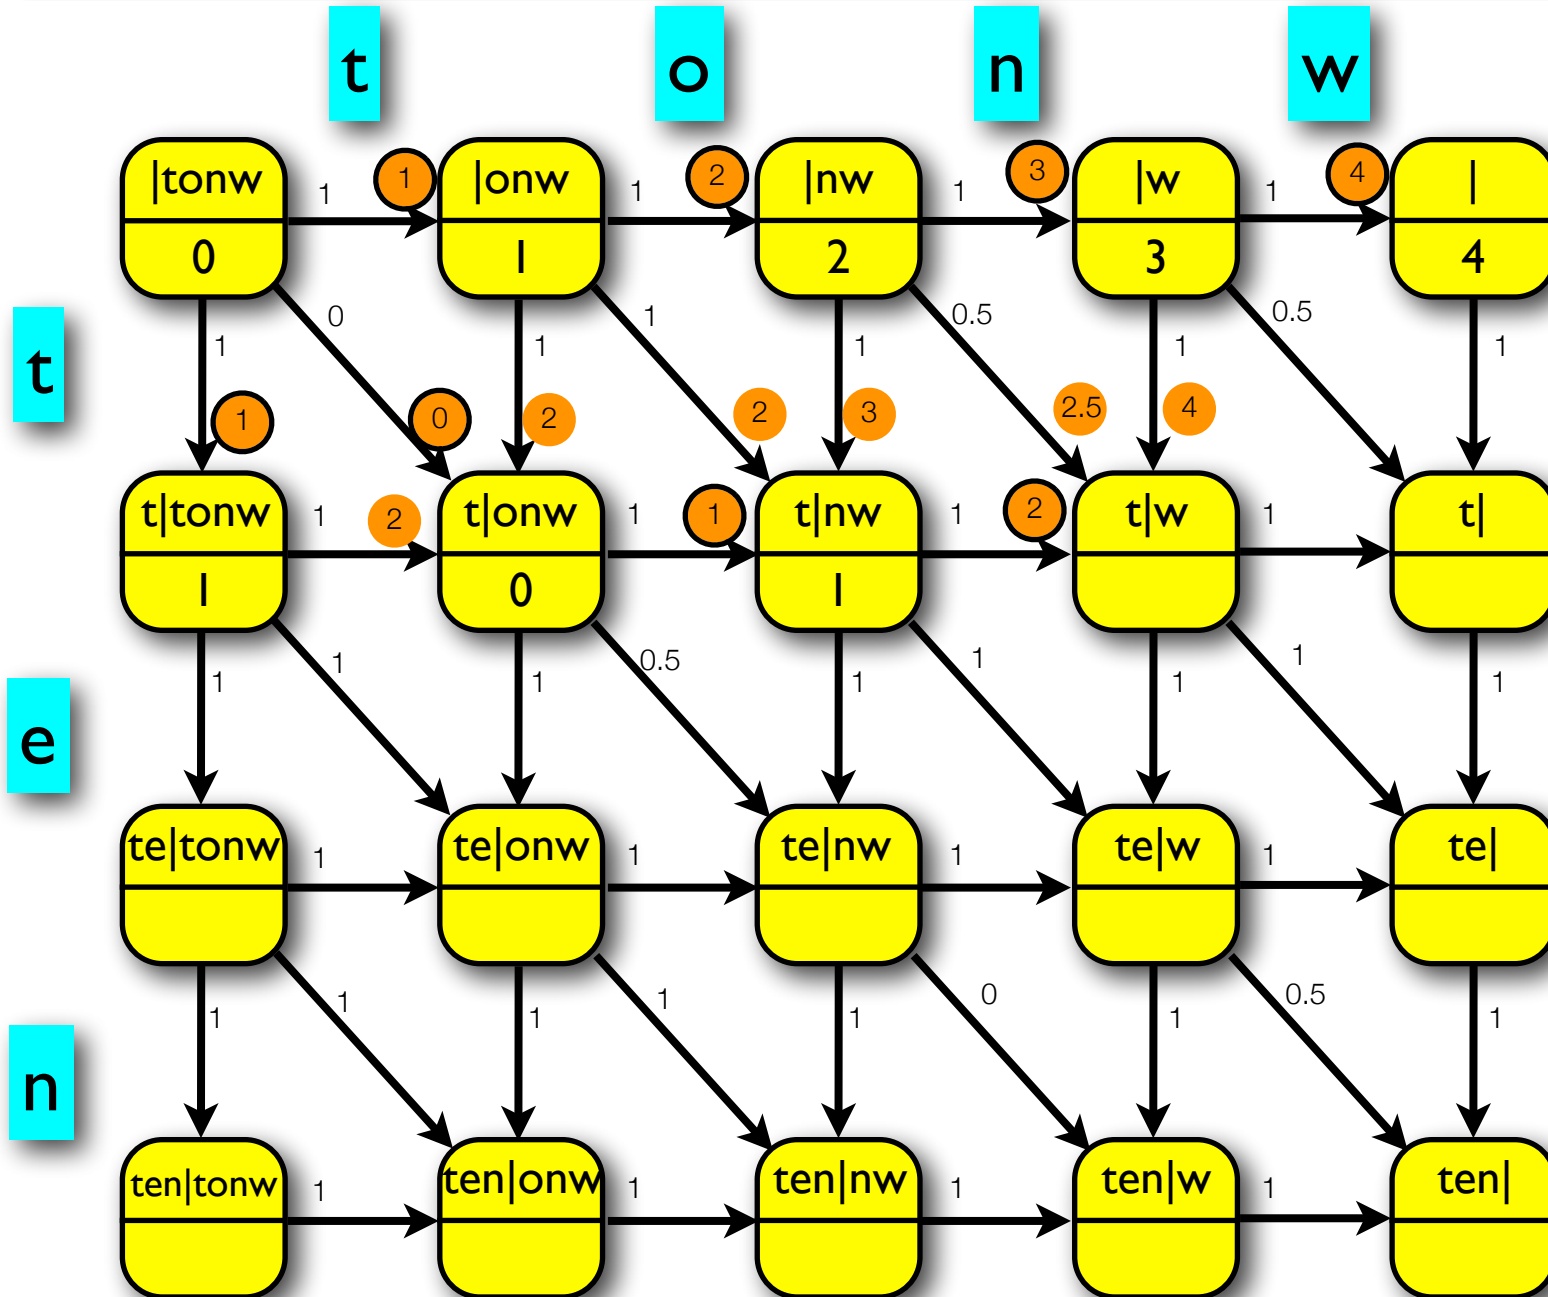 t o n w
|tonw 1 1 |onw 1 2 |nw 1 3 |w 1 4 |
0 1 2 3 4
0 1 0.5 0.5
t 1 1 1 1 1
1 0 2 2 3 2.5 4
t|tonw 1 2 t|onw 1 1 t|nw 1 2 t|w 1 t|
1 0 1
1 0.5 1 1
e 1 1 1 1 1
te|tonw 1 te|onw 1 te|nw 1 te|w 1 te|
1 1 0 0.5
n 1 1 1 1 1
ten|tonw 1 ten|onw 1 ten|nw 1 ten|w 1 ten|